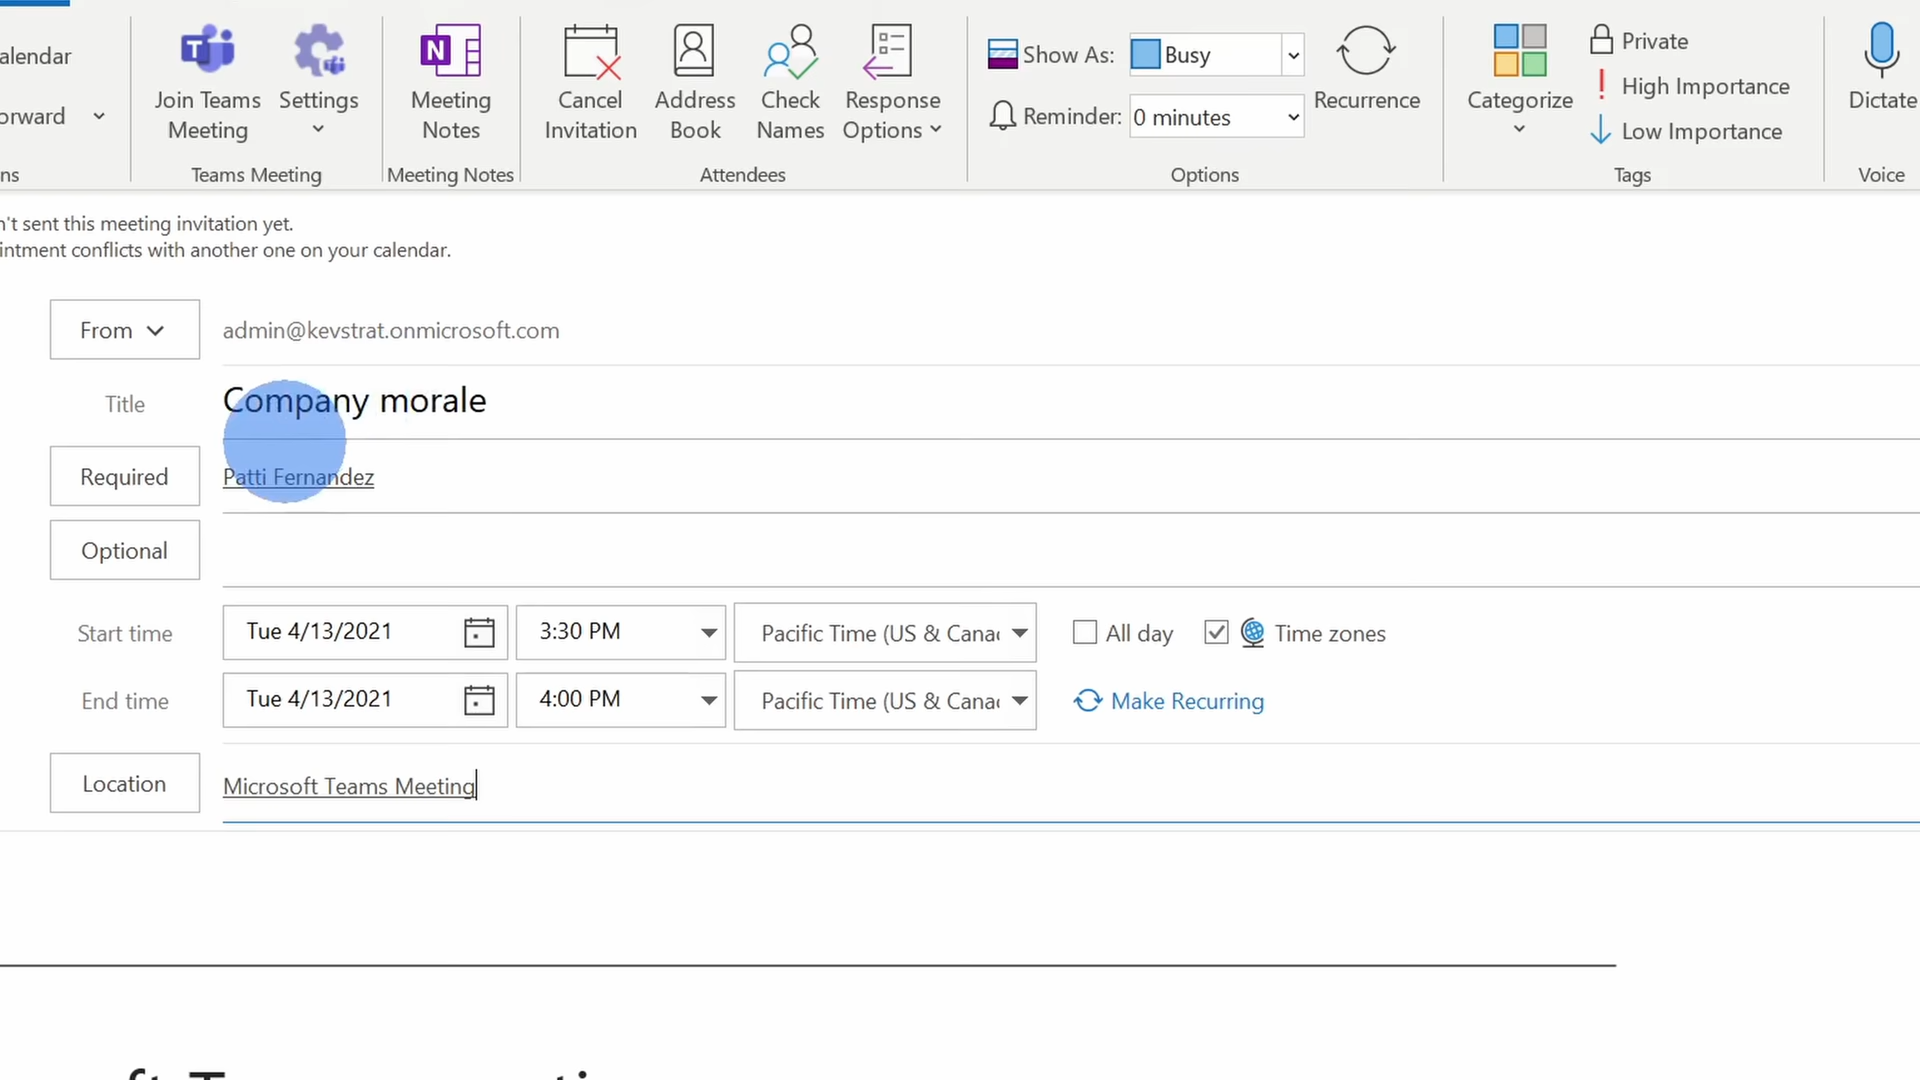 alendar
orward
ns
Join Teams
Meeting
Settings
Teams Meeting
N
Meeting
Notes
Meeting Notes
Cancel
Invitation
Address
Book
Check
Names
Response
Options
Attendees
Show As: Busy
Reminder: 0 minutes
Recurrence
Options
Categorize
Private
High Importance
Low Importance
Tags
Dictate
Voice
n't sent this meeting invitation yet.
intment conflicts with another one on your calendar.
From admin@kevstrat.onmicrosoft.com
Title Company morale
Required Patti Fernandez
Optional
Start time Tue 4/13/2021 3:30 PM Pacific Time (US & Cana All day Time zones
End time Tue 4/13/2021 4:00 PM Pacific Time (US & Cana Make Recurring
Location Microsoft Teams Meeting